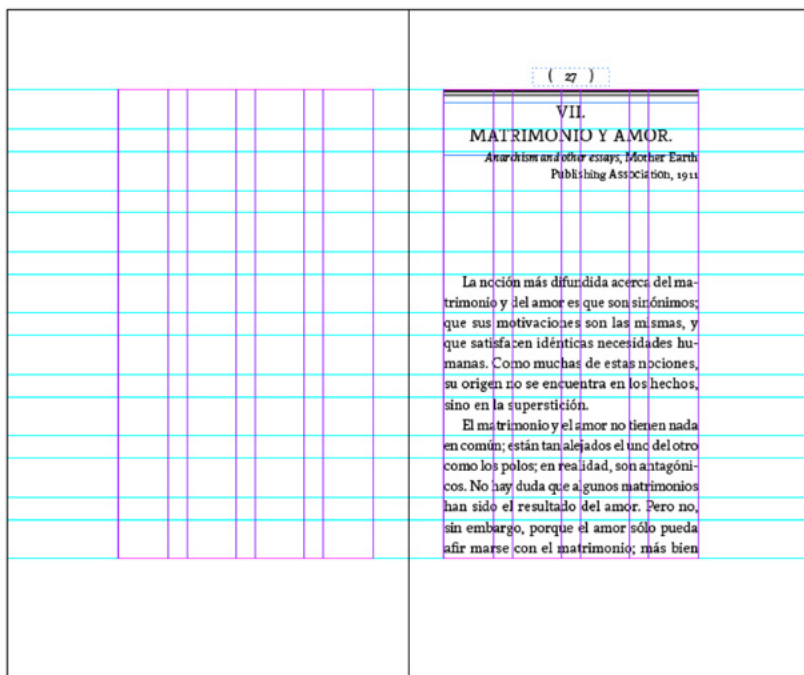 ( 27 )
VII.
MATRIMONIO Y AMOR.
Anarchism and other essays, Mother Earth
Publishing Association, 1911
La noción más difundida acerca del ma-
trimonio y del amor es que son sinónimos;
que sus motivaciones son las mismas, y
que satisfacen idénticas necesidades hu-
manas. Como muchas de estas nociones,
su origen no se encuentra en los hechos,
sino en la superstición.
El matrimonio y el amor no tienen nada
en común; están tan alejados el uno del otro
como los polos; en realidad, son antagóni-
cos. No hay duda que algunos matrimonios
han sido el resultado del amor. Pero no,
sin embargo, porque el amor sólo pueda
afir marse con el matrimonio; más bien